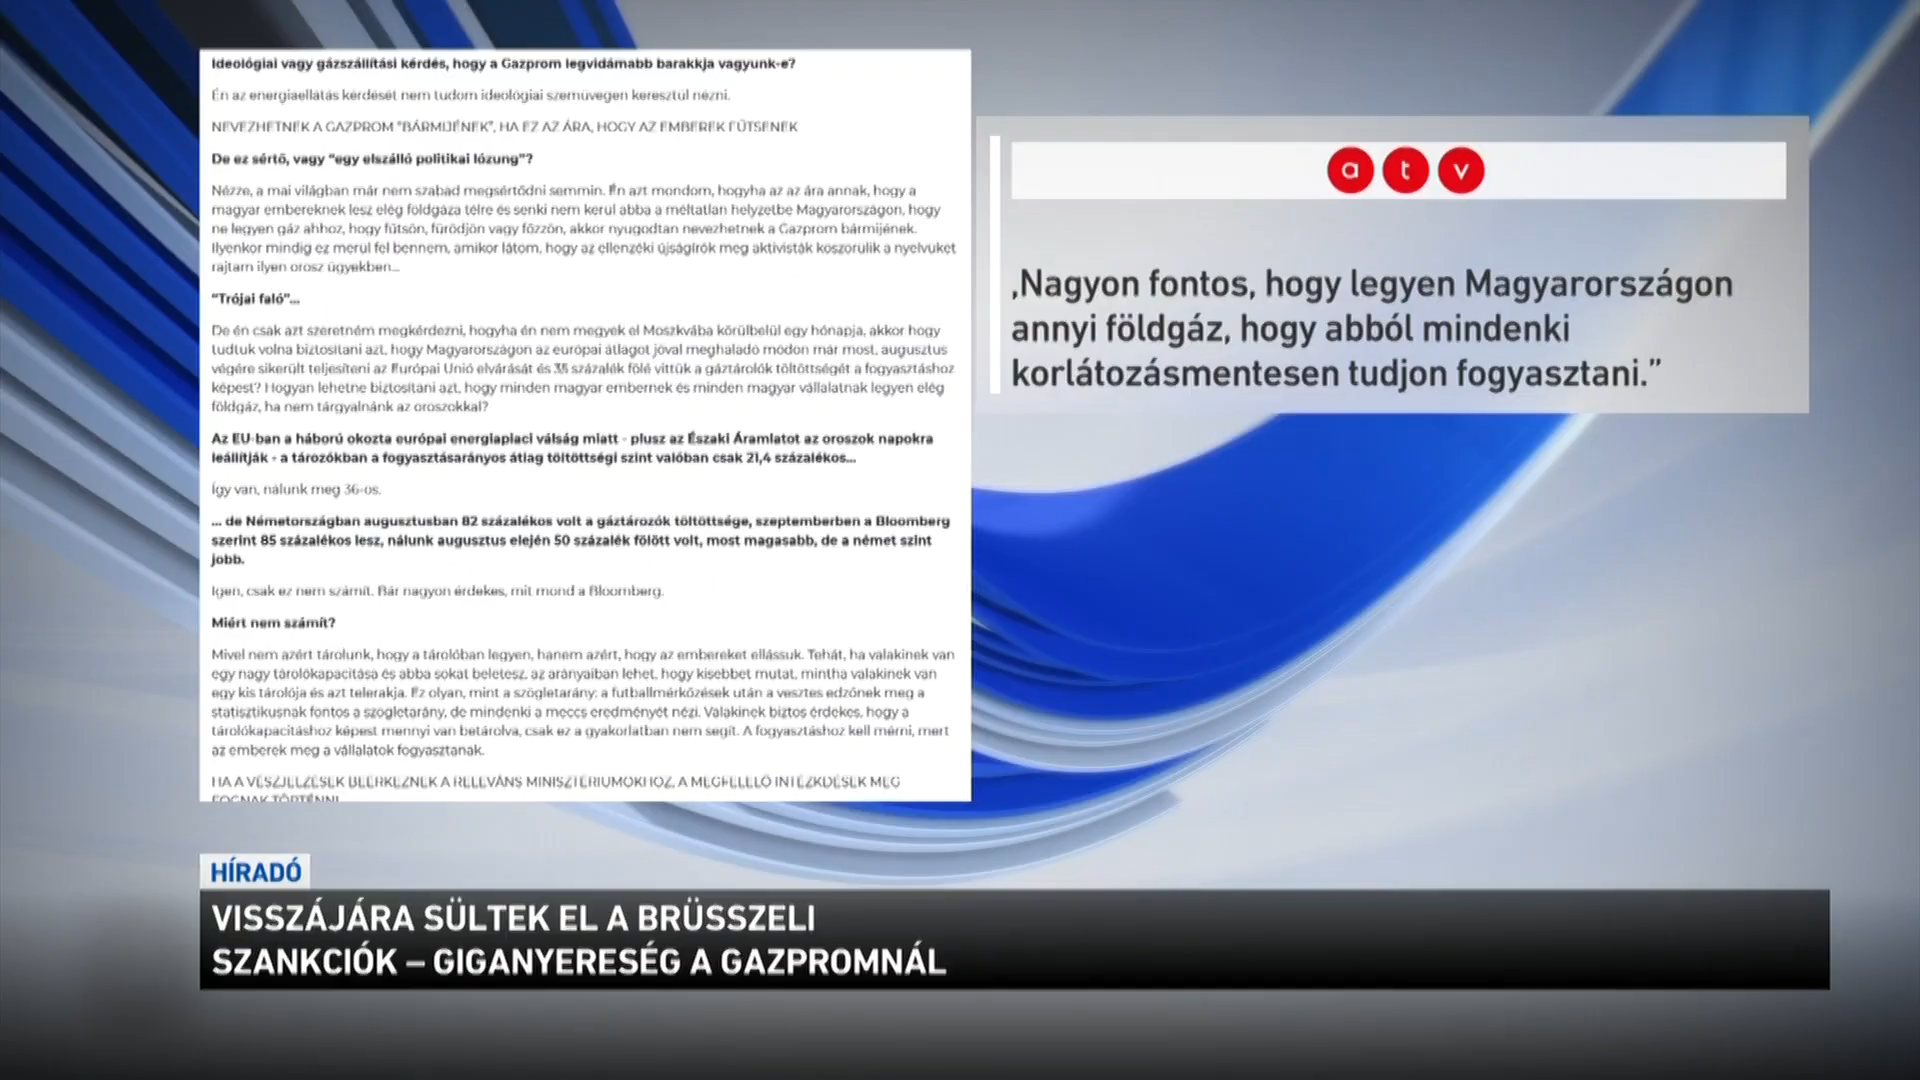 Ideológiai vagy gázszállítási kérdés, hogy a Gazprom legvidámabb barakkja vagyunk-e?
Én az energiaellátás kérdését nem tudom ideológiai szemüvegen keresztül nézni.
NEVEZHETNEK A GAZPROM "BÁRMIJÉNEK", HA EZ AZ ÁRA, HOGY AZ EMBEREK FŰTSENEK
De ez sértő, vagy "egy elszálló politikai lózung"?
Nézze, a mai világban már nem szabad megsértődni semmin. Én azt mondom, hogyha az az ára annak, hogy a
magyar embereknek lesz elég földgáza télre és senki nem kerül abba a méltatlan helyzetbe Magyarországon, hogy
ne legyen gáz ahhoz, hogy fűtsön, fürödjön vagy főzzön, akkor nyugodtan nevezhetnek a Gazprom bármijének.
Ilyenkor mindig ez merül fel bennem, amikor látom, hogy az ellenzéki újságírók meg aktivisták köszörülik a nyelvüket
rajtam ilyen orosz ügyekben...
"Trójai faló"...
De én csak azt szeretném megkérdezni, hogyha én nem megyek el Moszkvába körülbelül egy hónapja, akkor hogy
tudtuk volna biztosítani azt, hogy Magyarországon az európai átlagot jóval meghaladó módon már most, augusztus
végére sikerült teljesíteni az Európai Unió elvárását és 35 százalék fölé vittük a gáztárolók töltöttségét a fogyasztáshoz
képest? Hogyan lehetne biztosítani azt, hogy minden magyar embernek és minden magyar vállalatnak legyen elég
földgáz, ha nem tárgyalnánk az oroszokkal?
Az EU-ban a háború okozta európai energiapiaci válság miatt - plusz az Északi Áramlatot az oroszok napokra
leállítják - a tározókban a fogyasztásarányos átlag töltöttségi szint valóban csak 21,4 százalékos...
Így van, nálunk meg 36-os.
... de Németországban augusztusban 82 százalékos volt a gáztározók töltöttsége, szeptemberben a Bloomberg
szerint 85 százalékos lesz, nálunk augusztus elején 50 százalék fölött volt, most magasabb, de a német szint
jobb.
Igen, csak ez nem számít. Bár nagyon érdekes, mit mond a Bloomberg.
Miért nem számít?
Mivel nem azért tárolunk, hogy a tárolóban legyen, hanem azért, hogy az embereket ellássuk. Tehát, ha valakinek van
egy nagy tárolókapacitása és abba sokat beletesz, az arányaiban lehet, hogy kisebbet mutat, mintha valakinek van
egy kis tárolója és azt telerakja. Ez olyan, mint a szögletarány: a futballmérkőzések után a vesztes edzőnek meg a
statisztikusnak fontos a szögletarány, de mindenki a meccs eredményét nézi. Valakinek biztos érdekes, hogy a
tárolókapacitáshoz képest mennyi van betárolva, csak ez a gyakorlatban nem segít. A fogyasztáshoz kell mérni, mert
az emberek meg a vállalatok fogyasztanak.
HA A VÉSZJELZÉSEK BEÉRKEZNEK A RELEVÁNS MINISZTÉRIUMOKHOZ, A MEGFELELŐ INTÉZKEDÉSEK MEG
FOGNAK TÖRTÉNNI
a t v
‚Nagyon fontos, hogy legyen Magyarországon
annyi földgáz, hogy abból mindenki
korlátozásmentesen tudjon fogyasztani.”
HÍRADÓ
VISSZÁJÁRA SÜLTEK EL A BRÜSSZELI
SZANKCIÓK – GIGANYERESÉG A GAZPROMNÁL